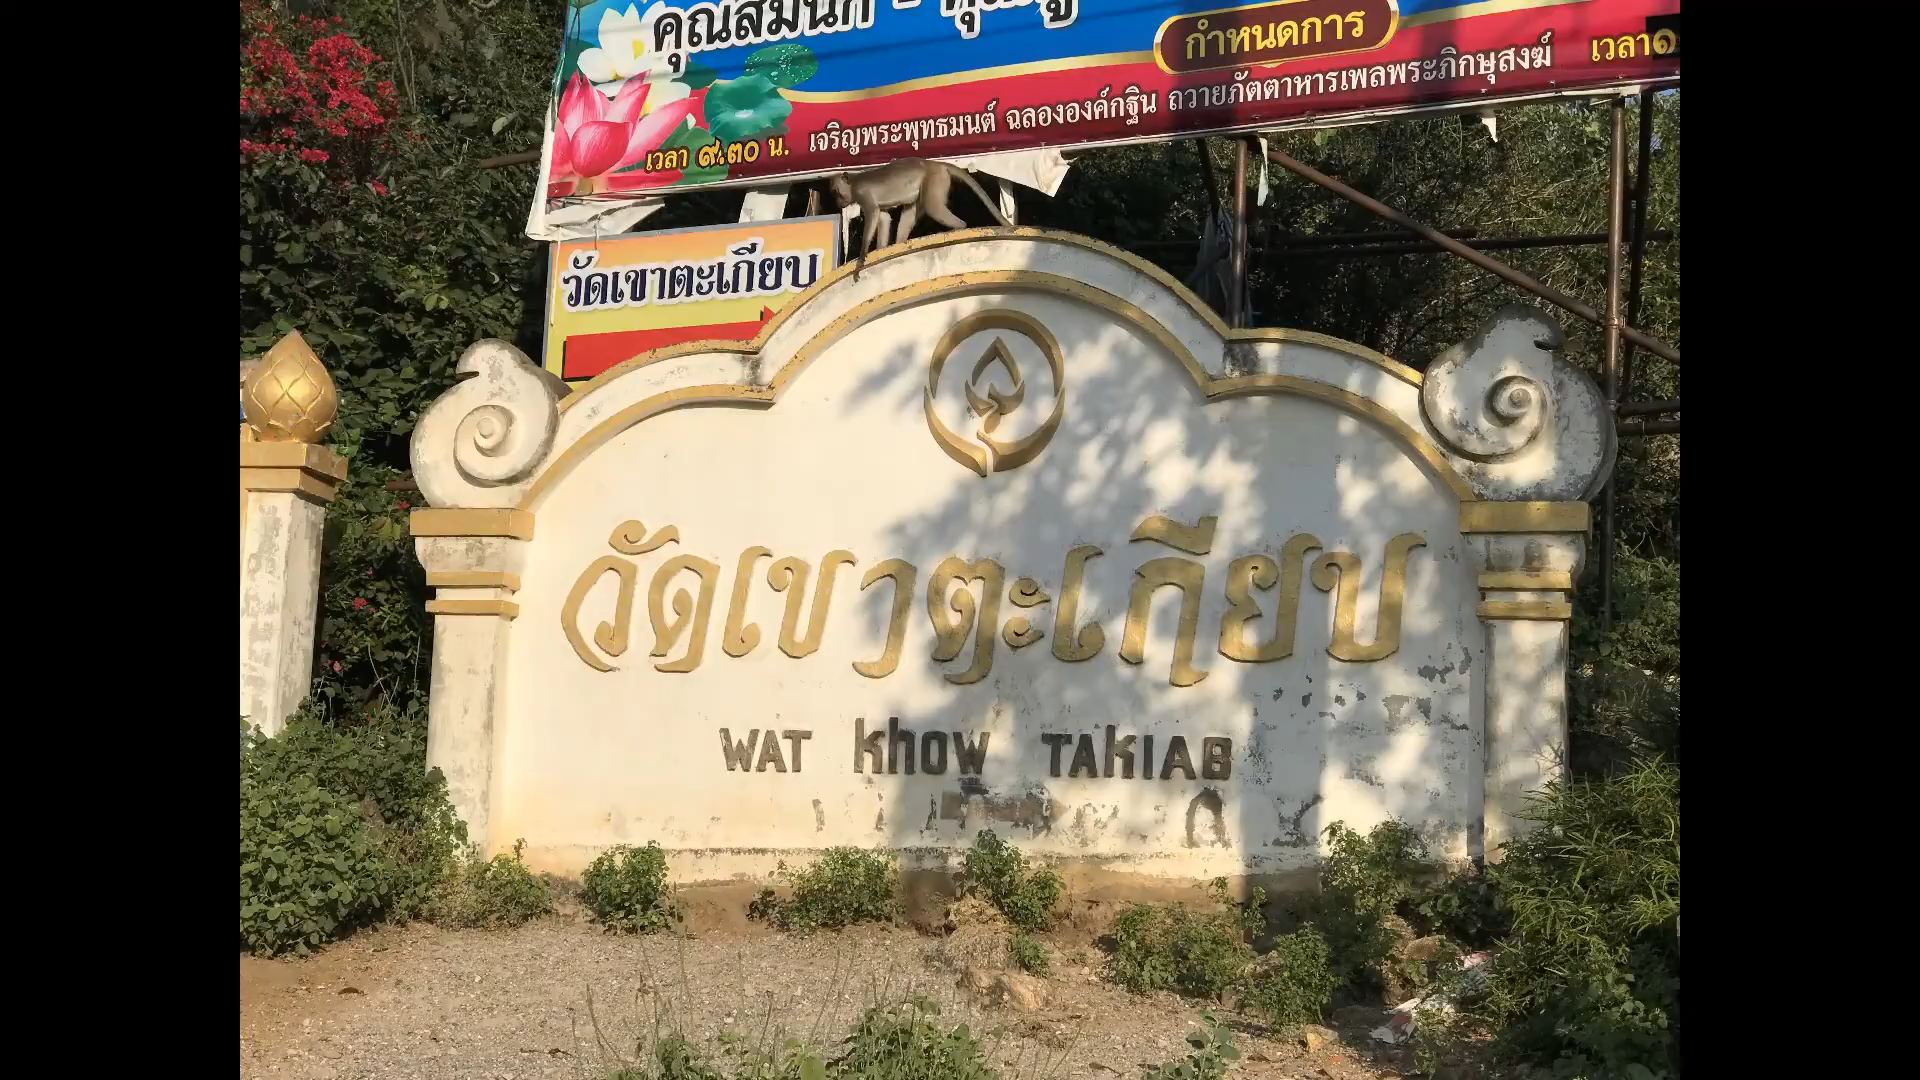 คุณสมนึก -
กำหนดการ
เวลา ๙.๓๐ น. เจริญพระพุทธมนต์ ฉลององค์กฐิน ถวายภัตตาหารเพลพระภิกษุสงฆ์ เวลา๑
วัดเขาตะเกียบ
วัดเขาตะเกียบ
WAT khow TAKIAB